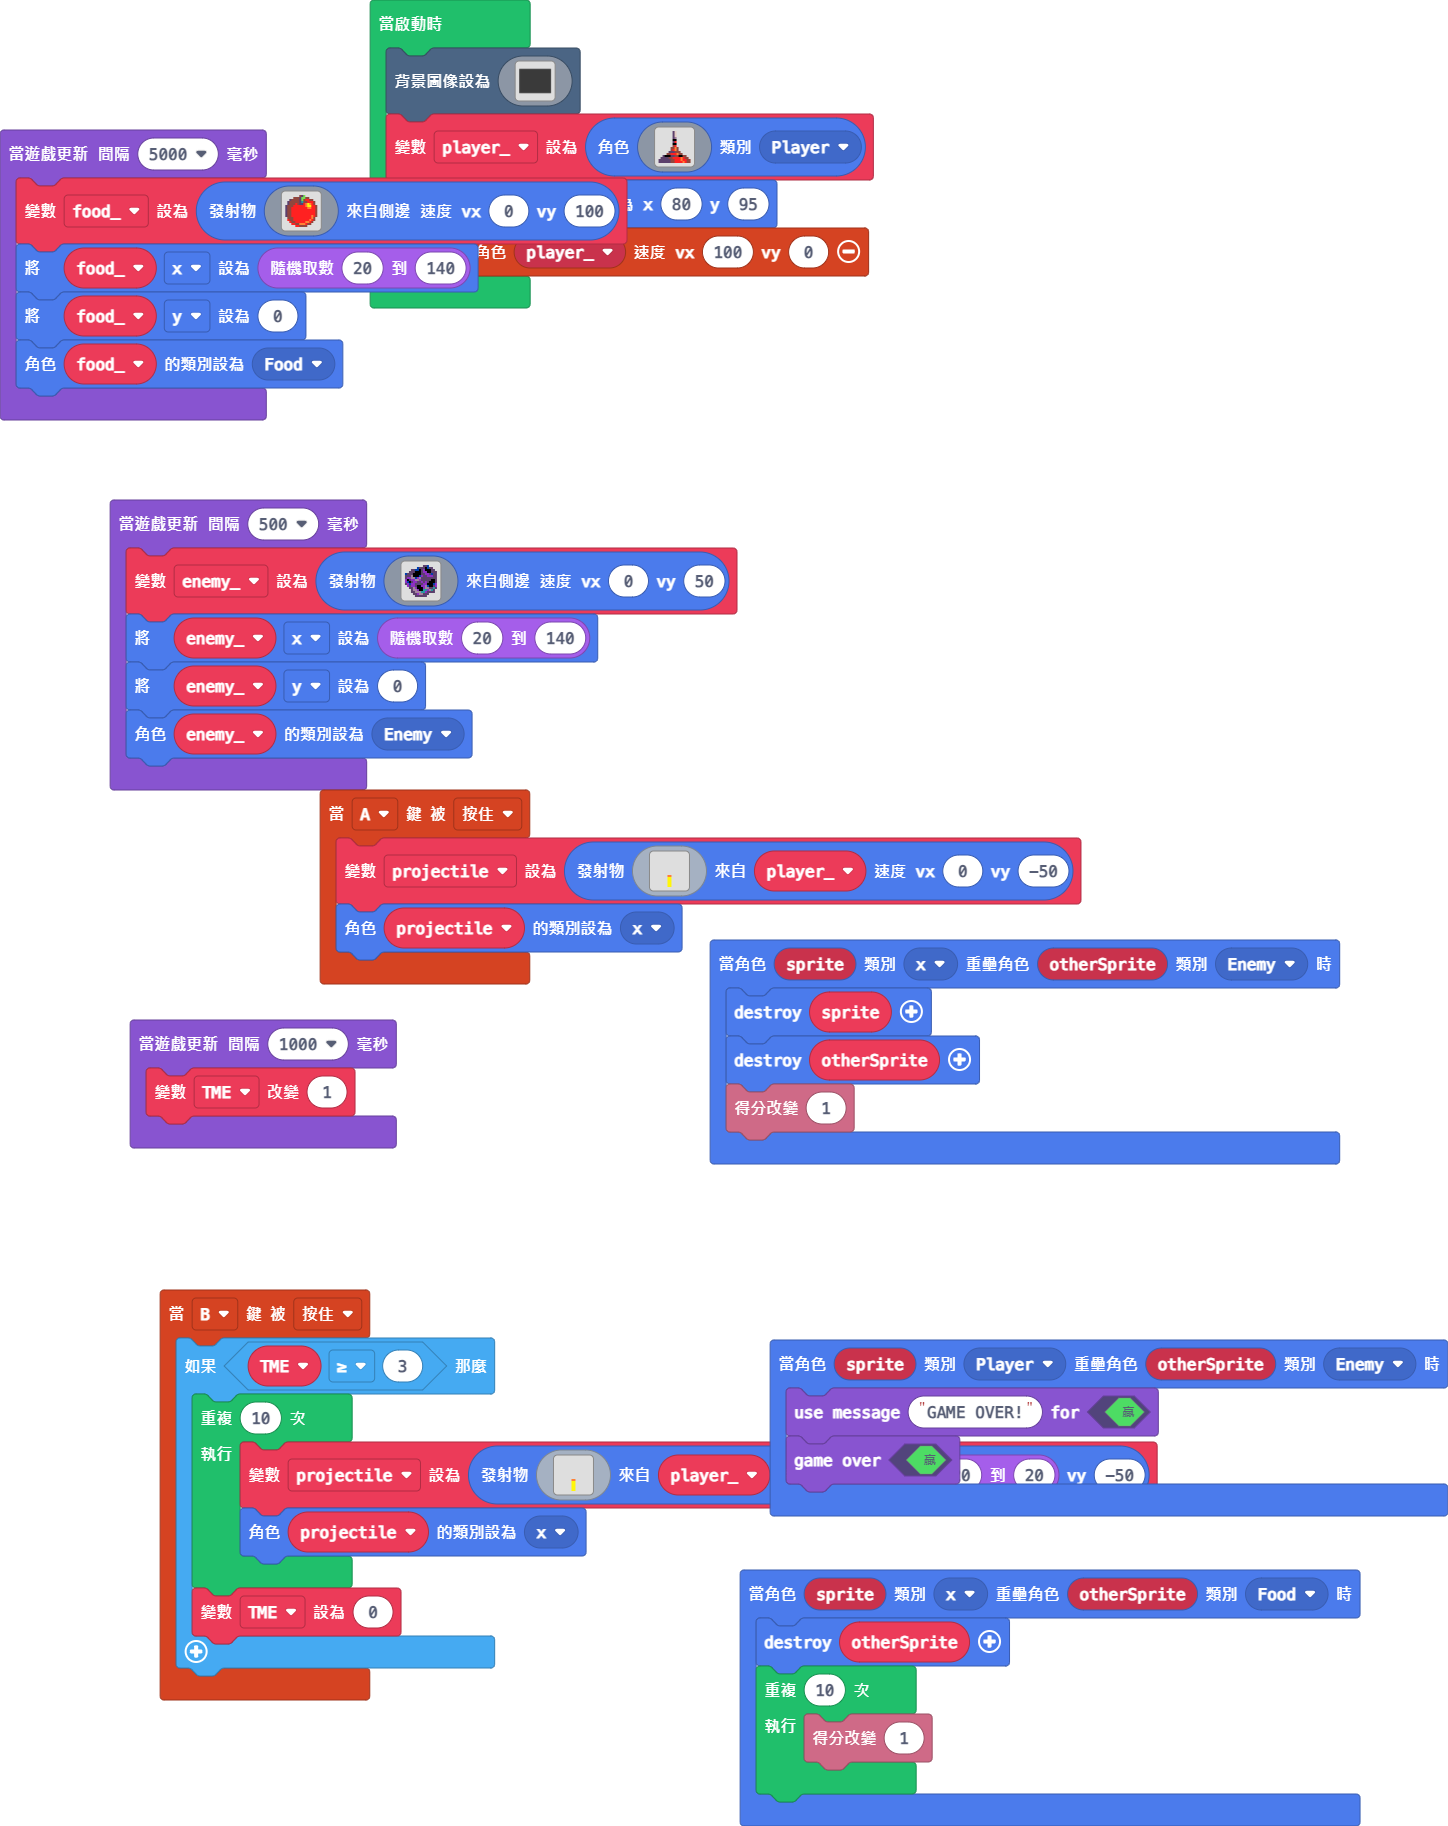 當啟動時
背景圖像設為
變數 player_ 設為 角色 類別 Player
x 80 y 95
角色 player_ 速度 vx 100 vy 0
當遊戲更新 間隔 5000 毫秒
變數 food_ 設為 發射物 來自側邊 速度 vx 0 vy 100
將 food_ x 設為 隨機取數 20 到 140
將 food_ y 設為 0
角色 food_ 的類別設為 Food
當遊戲更新 間隔 500 毫秒
變數 enemy_ 設為 發射物 來自側邊 速度 vx 0 vy 50
將 enemy_ x 設為 隨機取數 20 到 140
將 enemy_ y 設為 0
角色 enemy_ 的類別設為 Enemy
當 A 鍵 被 按住
變數 projectile 設為 發射物 來自 player_ 速度 vx 0 vy -50
角色 projectile 的類別設為 x
當角色 sprite 類別 x 重疊角色 otherSprite 類別 Enemy 時
destroy sprite
destroy otherSprite
得分改變 1
當遊戲更新 間隔 1000 毫秒
變數 TME 改變 1
當 B 鍵 被 按住
如果 TME ≥ 3 那麼
重複 10 次
執行
變數 projectile 設為 發射物 來自 player_ 0 到 20 vy -50
角色 projectile 的類別設為 x
變數 TME 設為 0
當角色 sprite 類別 Player 重疊角色 otherSprite 類別 Enemy 時
use message "GAME OVER!" for 贏
game over 贏
當角色 sprite 類別 x 重疊角色 otherSprite 類別 Food 時
destroy otherSprite
重複 10 次
執行
得分改變 1